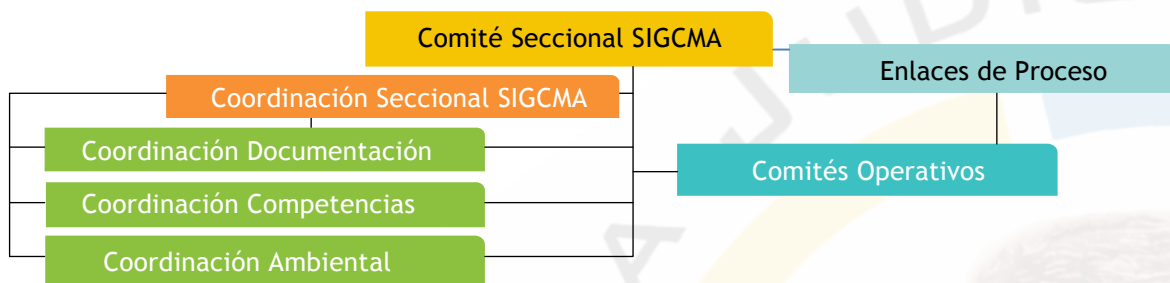 Comité Seccional SIGCMA
Enlaces de Proceso
Coordinación Seccional SIGCMA
Coordinación Documentación
Comités Operativos
Coordinación Competencias
Coordinación Ambiental